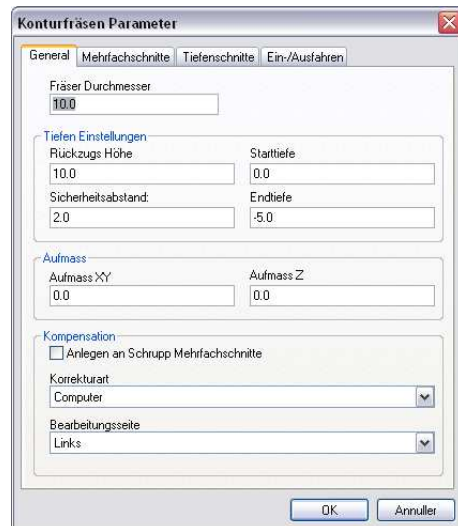 Konturfräsen Parameter
General Mehrfachschnitte Tiefenschnitte Ein-/Ausfahren
Fräser Durchmesser
10.0
Tiefen Einstellungen
Rückzugs Höhe Starttiefe
10.0 0.0
Sicherheitsabstand: Endtiefe
2.0 -5.0
Aufmass
Aufmass XY Aufmass Z
0.0 0.0
Kompensation
Anlegen an Schrupp Mehrfachschnitte
Korrekturart
Computer
Bearbeitungsseite
Links
OK Annuller